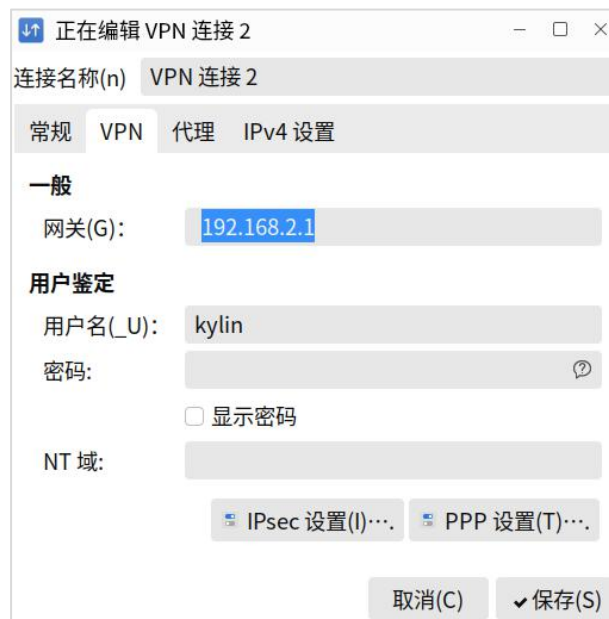 正在编辑 VPN 连接 2
连接名称(n) VPN 连接 2
常规 VPN 代理 IPv4 设置
一般
网关(G): 192.168.2.1
用户鉴定
用户名(_U): kylin
密码:
显示密码
NT 域:
IPsec 设置(I)…. PPP 设置(T)….
取消(C) 保存(S)